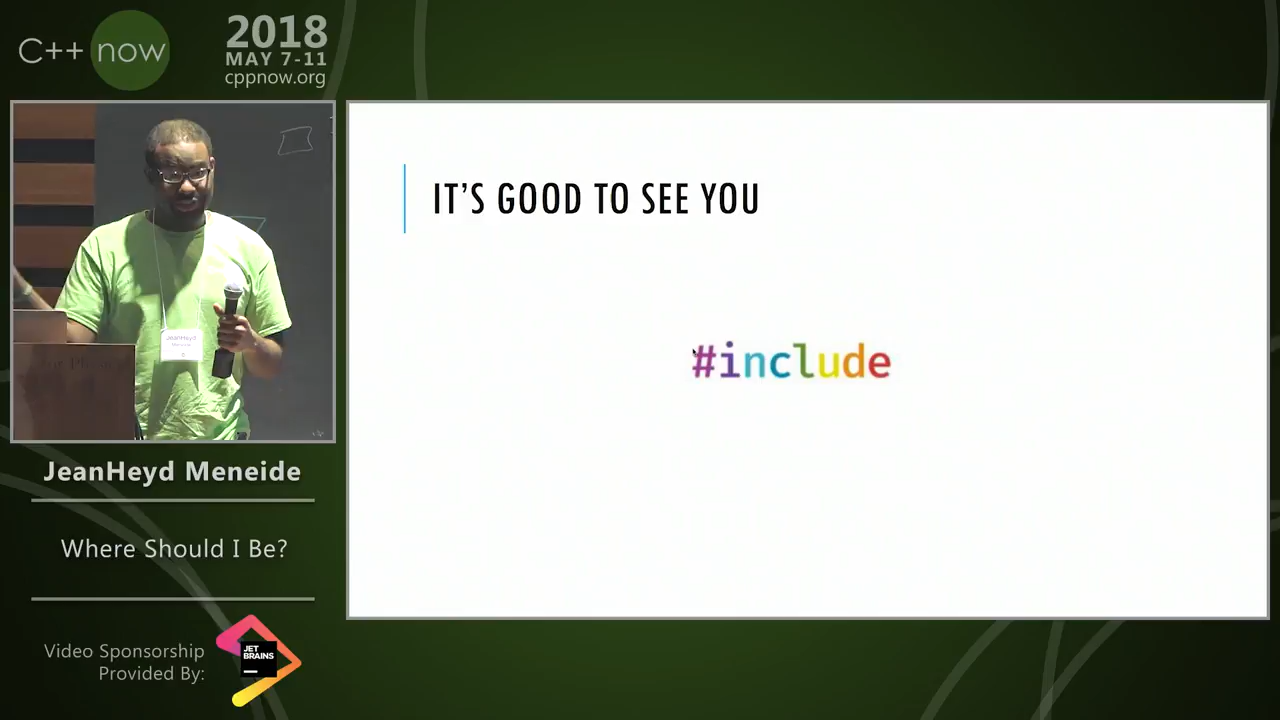 C++ now
2018
MAY 7-11
cppnow.org
IT'S GOOD TO SEE YOU
#include
JeanHeyd
JeanHeyd Meneide
Where Should I Be?
Video Sponsorship
Provided By:
JET
BRAINS